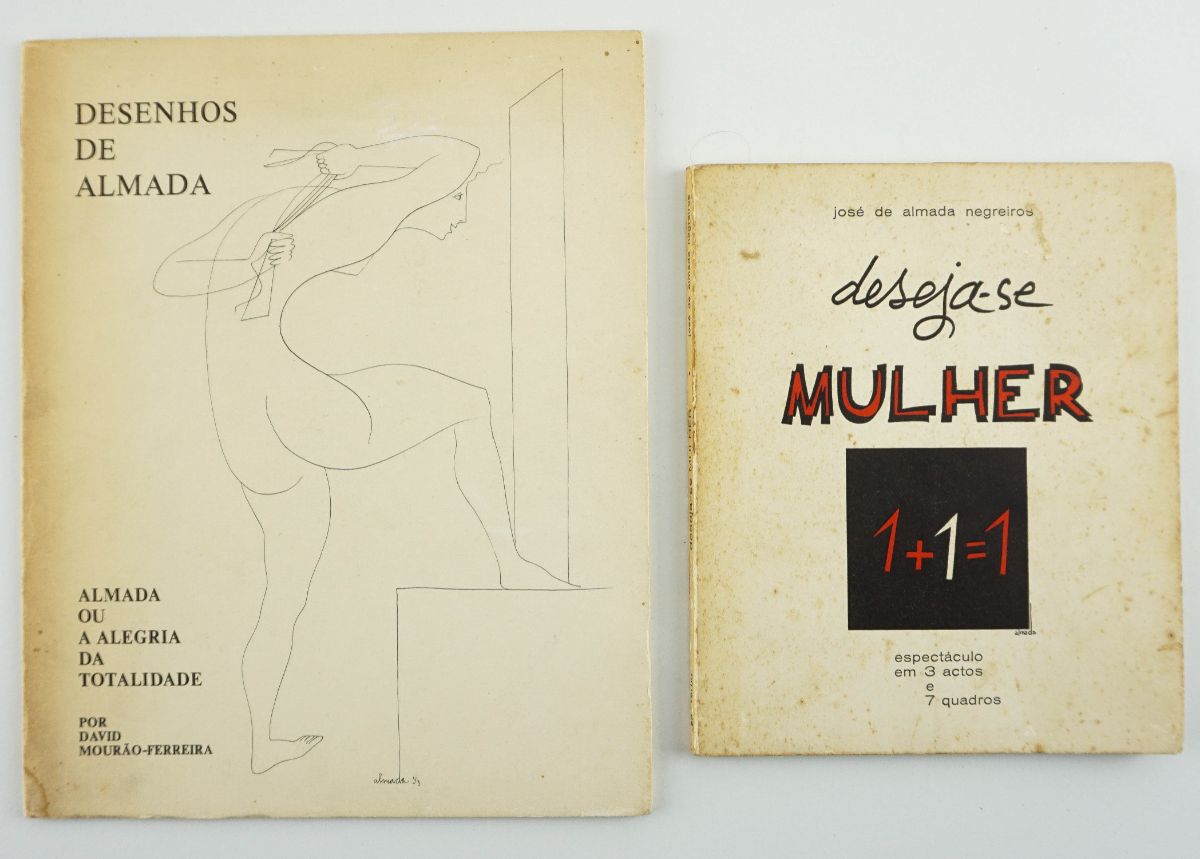 DESENHOS
DE
ALMADA
ALMADA
OU
A ALEGRIA
DA
TOTALIDADE
POR
DAVID
MOURÃO-FERREIRA
almada
josé de almada negreiros
deseja-se
MULHER
1+1=1
almada
espectáculo
em 3 actos
e
7 quadros